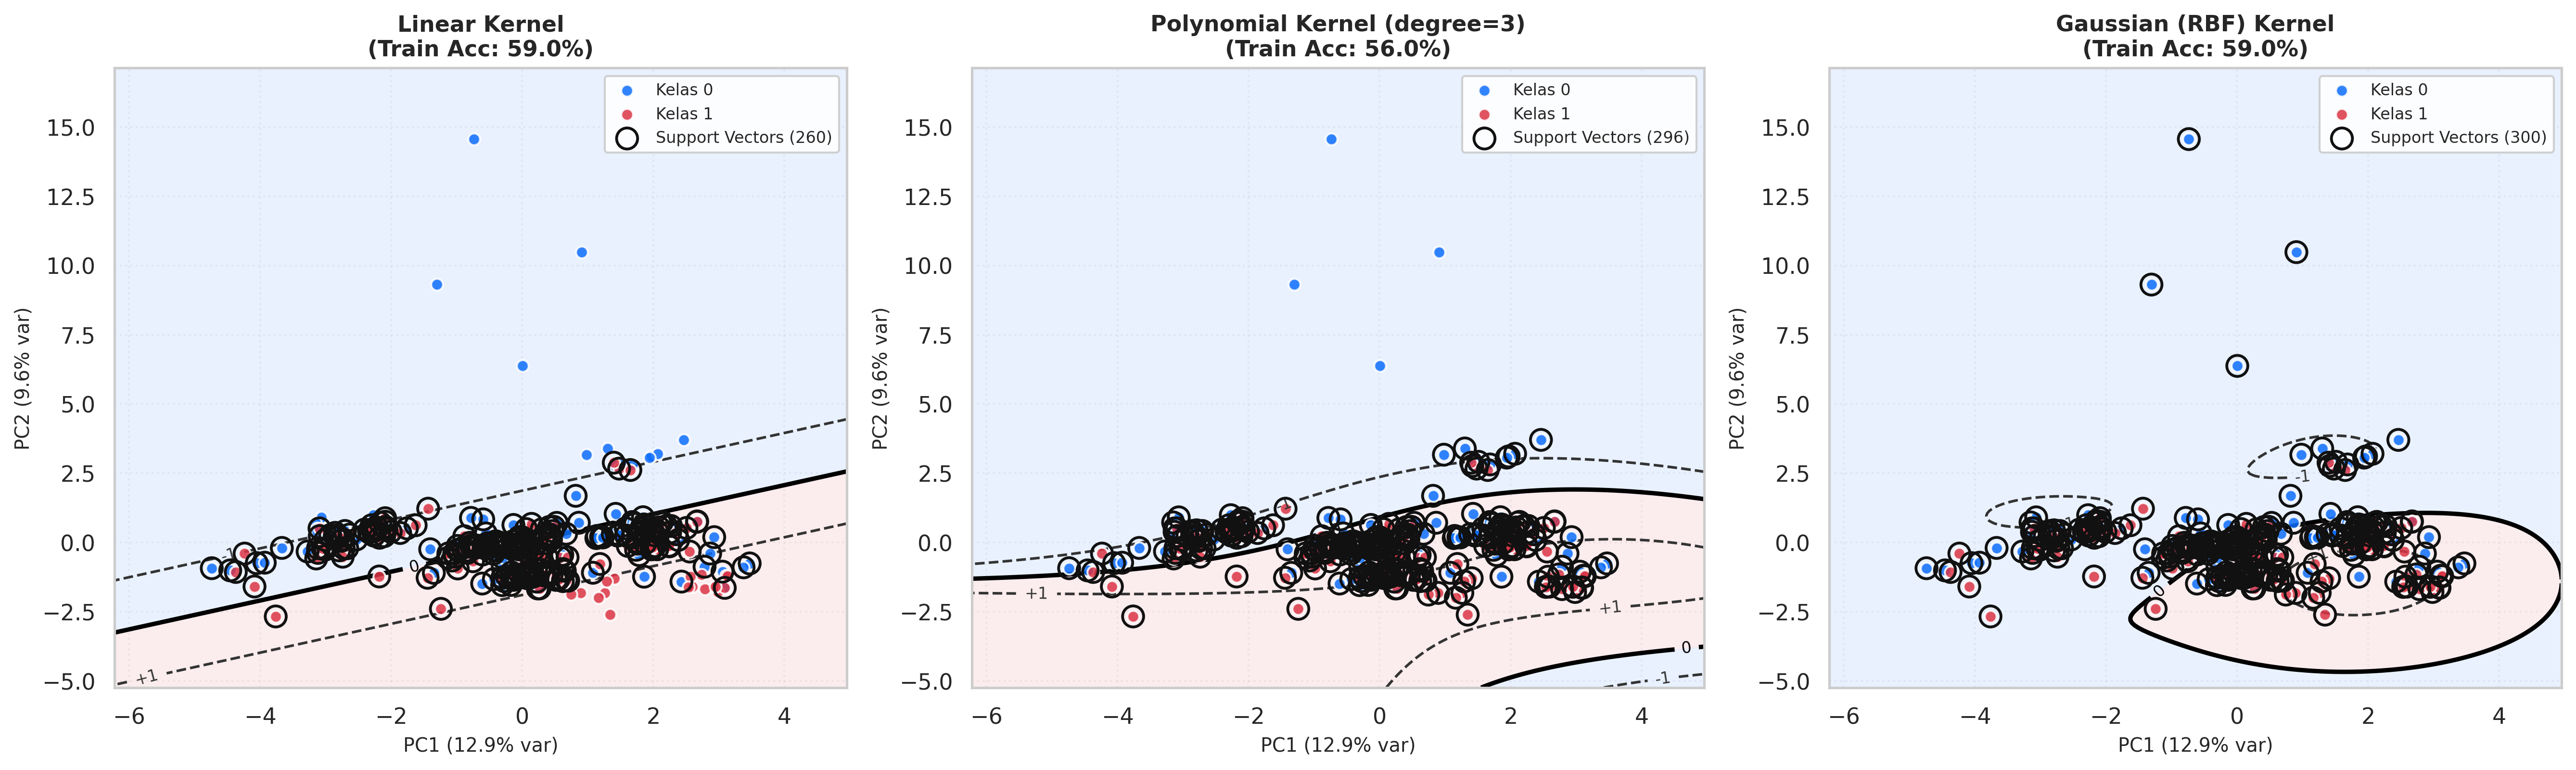 Linear Kernel
(Train Acc: 59.0%)
Kelas 0
Kelas 1
Support Vectors (260)
15.0
12.5
10.0
7.5
5.0
2.5
0.0
−2.5
−5.0
PC2 (9.6% var)
-1
0
+1
−6
−4
−2
0
2
4
PC1 (12.9% var)
Polynomial Kernel (degree=3)
(Train Acc: 56.0%)
Kelas 0
Kelas 1
Support Vectors (296)
15.0
12.5
10.0
7.5
5.0
2.5
0.0
−2.5
−5.0
PC2 (9.6% var)
+1
+1
0
-1
−6
−4
−2
0
2
4
PC1 (12.9% var)
Gaussian (RBF) Kernel
(Train Acc: 59.0%)
Kelas 0
Kelas 1
Support Vectors (300)
15.0
12.5
10.0
7.5
5.0
2.5
0.0
−2.5
−5.0
PC2 (9.6% var)
-1
0
−6
−4
−2
0
2
4
PC1 (12.9% var)